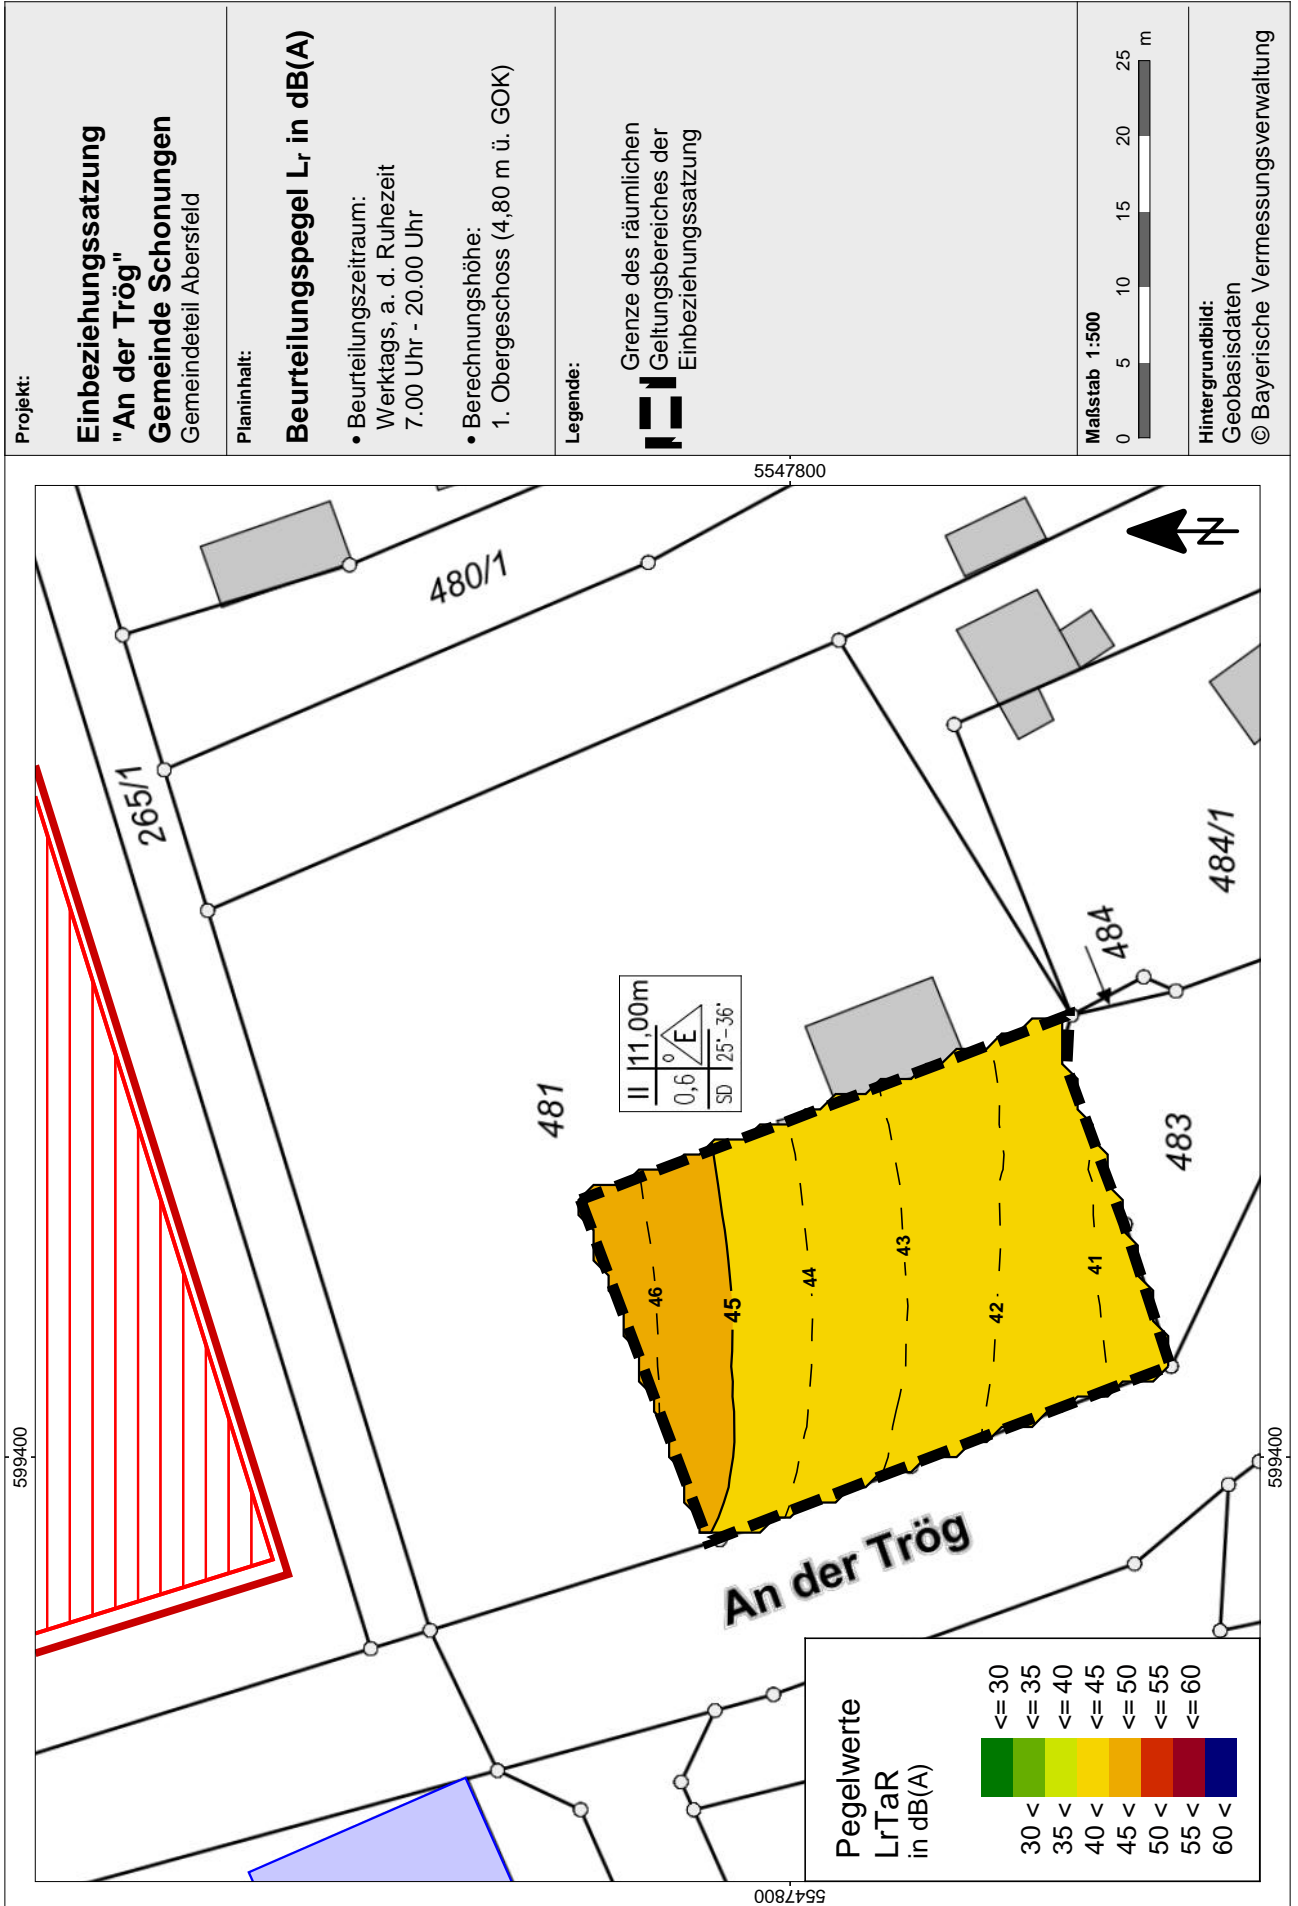 Projekt:
Einbeziehungssatzung
"An der Trög"
Gemeinde Schonungen
Gemeindeteil Abersfeld
Planinhalt:
Beurteilungspegel Lr in dB(A)
• Beurteilungszeitraum:
Werktags, a. d. Ruhezeit
7.00 Uhr - 20.00 Uhr
• Berechnungshöhe:
1. Obergeschoss (4,80 m ü. GOK)
Legende:
Grenze des räumlichen
Geltungsbereiches der
Einbeziehungssatzung
Maßstab 1:500
0 5 10 15 20 25
m
Hintergrundbild:
Geobasisdaten
© Bayerische Vermessungsverwaltung
599400
599400
5547800
5547800
265/1
480/1
481
II 11,00m
0,6 o E
SD 25°-36°
46
45
44
43
42
41
483
484
484/1
An der Trög
N
Pegelwerte
LrTaR
in dB(A)
<= 30
30 < <= 35
35 < <= 40
40 < <= 45
45 < <= 50
50 < <= 55
55 < <= 60
60 <